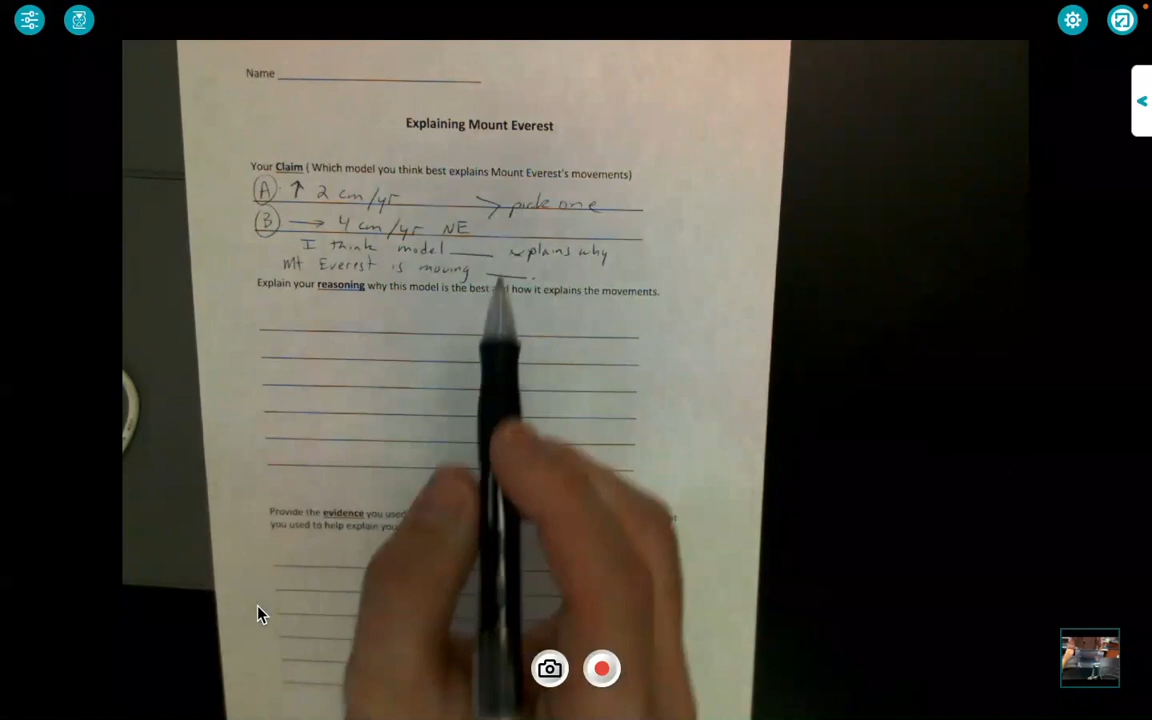 Name
Explaining Mount Everest
Your Claim ( Which model you think best explains Mount Everest's movements)
A ↑ 2 cm/yr > pick one
B → 4 cm/yr NE
I think model ____ explains why
Mt Everest is moving ____.
Explain your reasoning why this model is the best and how it explains the movements.
Provide the evidence you used
you used to help explain